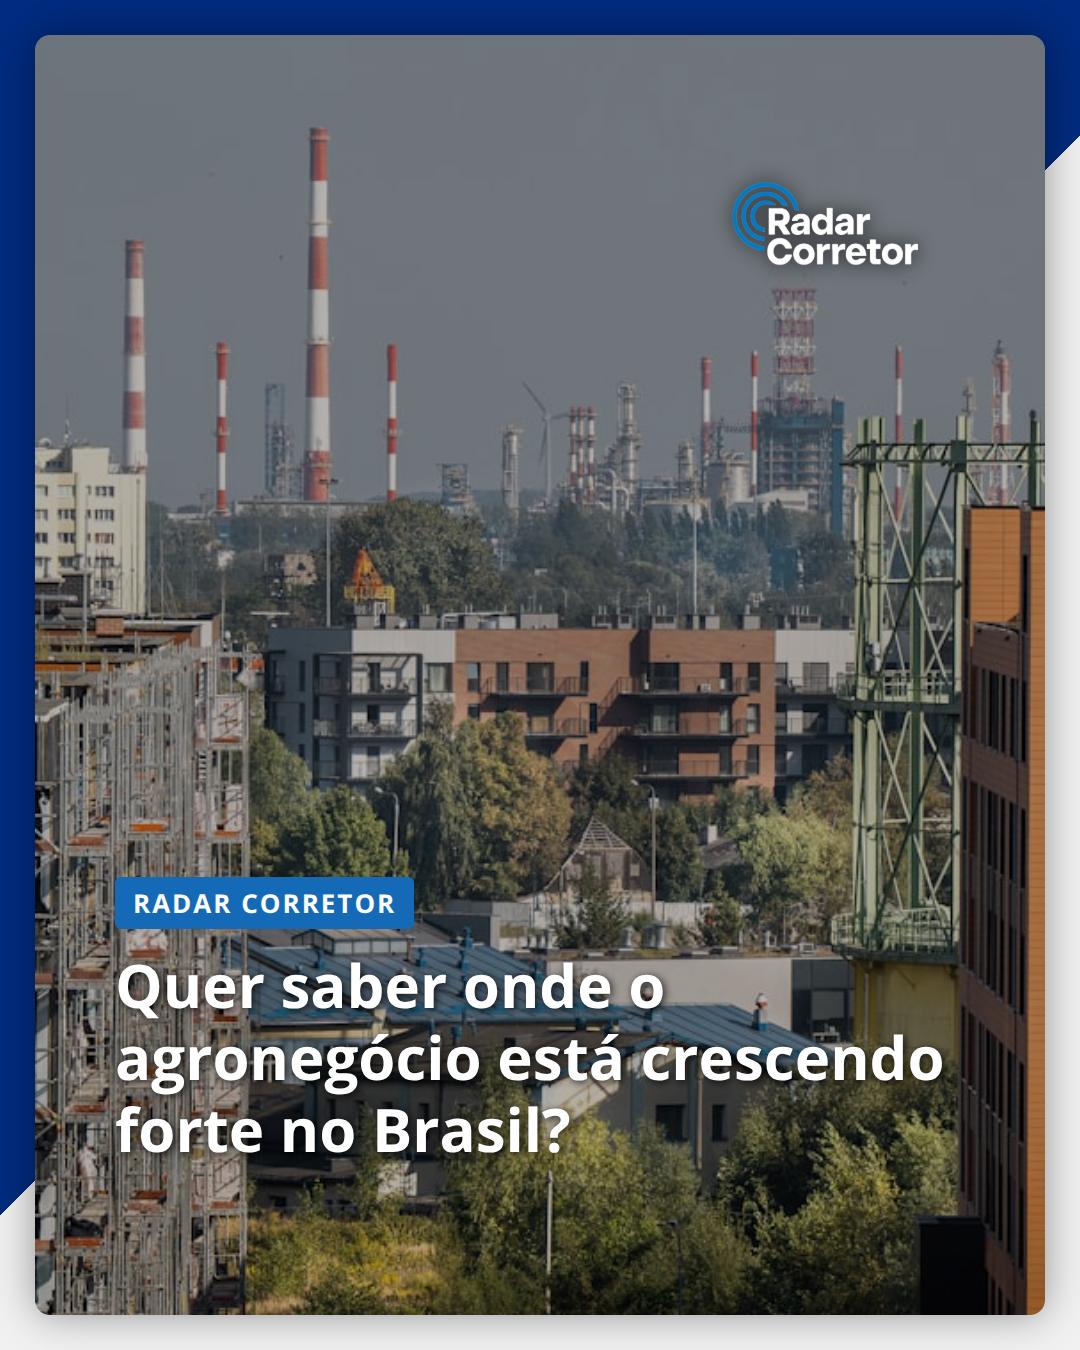 Radar
Corretor
RADAR CORRETOR
Quer saber onde o
agronegócio está crescendo
forte no Brasil?